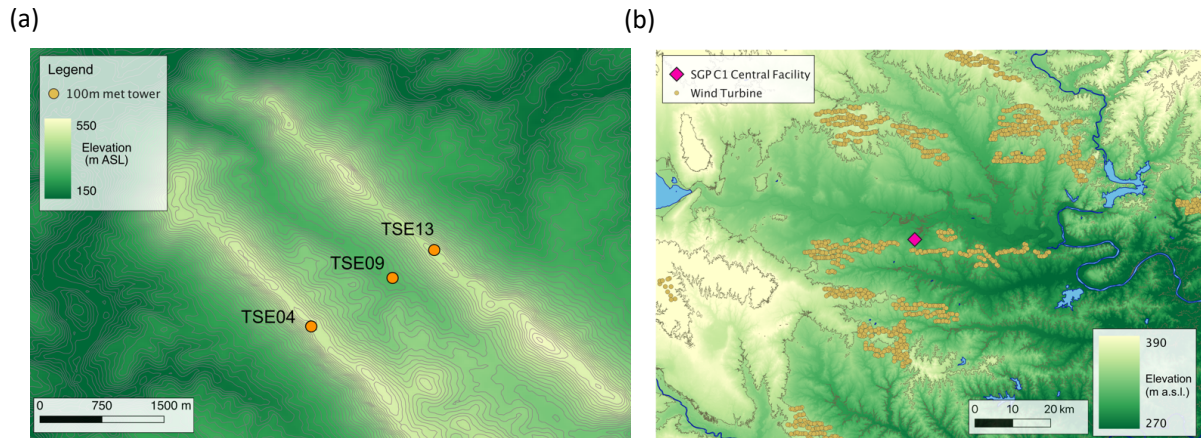 (a)
Legend
100m met tower
550
Elevation
(m ASL)
150
TSE13
TSE09
TSE04
0 750 1500 m
(b)
SGP C1 Central Facility
Wind Turbine
390
Elevation
(m a.s.l.)
270
0 10 20 km